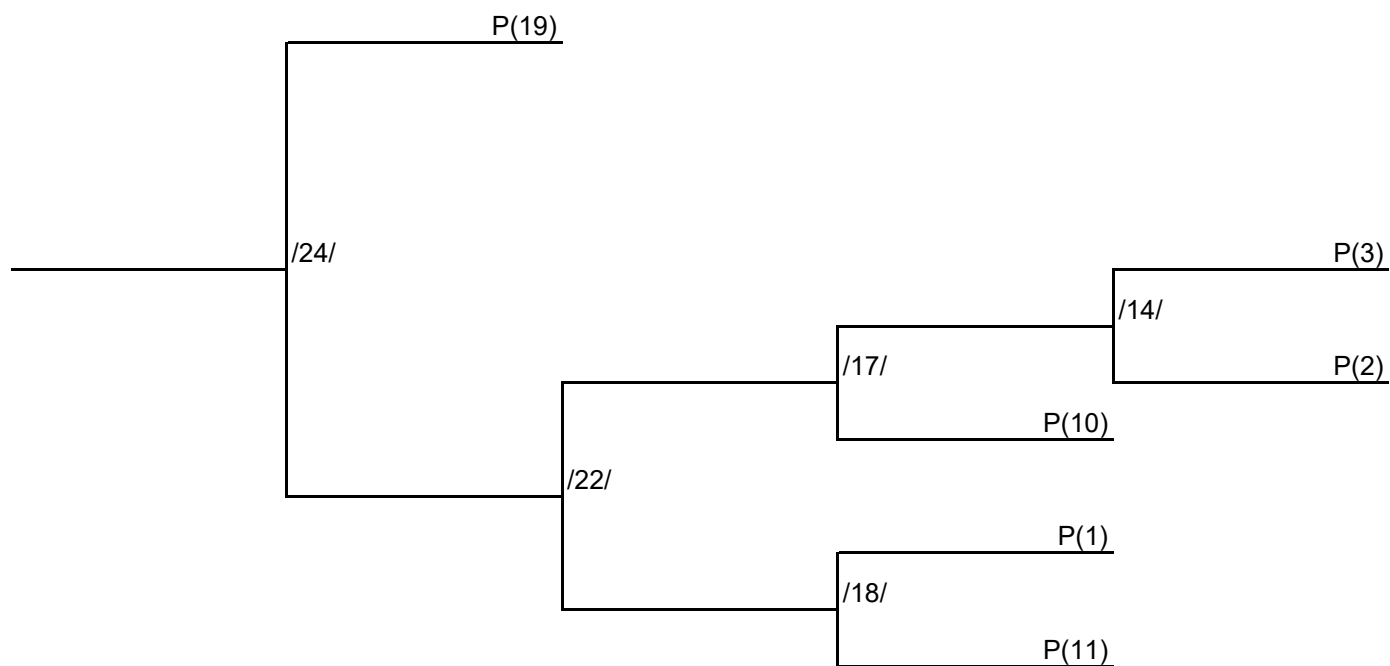 P(19)
/24/
P(3)
/14/
/17/
P(2)
P(10)
/22/
P(1)
/18/
P(11)